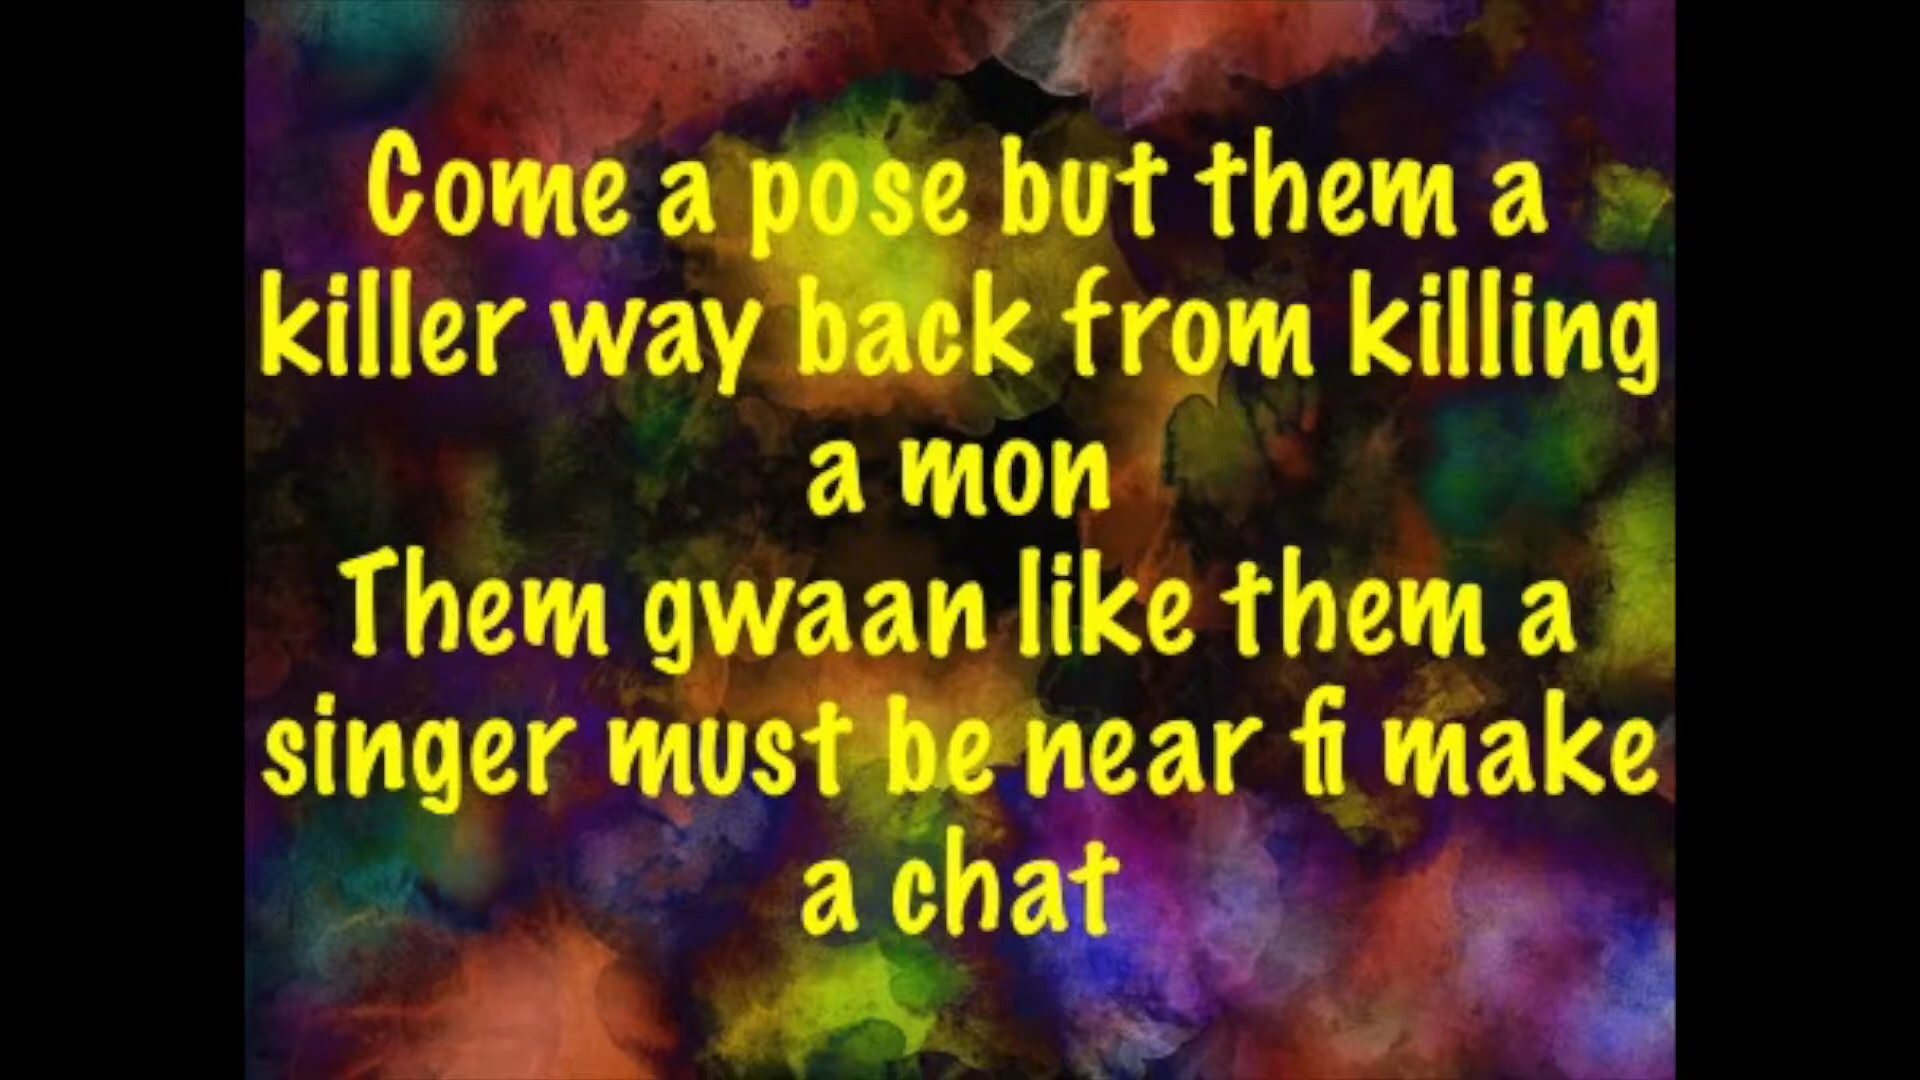 Come a pose but them a
killer way back from killing
a mon
Them gwaan like them a
singer must be near fi make
a chat